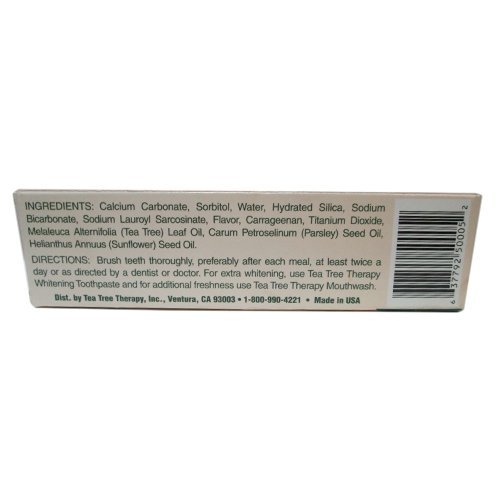 INGREDIENTS: Calcium Carbonate, Sorbitol, Water, Hydrated Silica, Sodium
Bicarbonate, Sodium Lauroyl Sarcosinate, Flavor, Carrageenan, Titanium Dioxide,
Melaleuca Alternifolia (Tea Tree) Leaf Oil, Carum Petroselinum (Parsley) Seed Oil,
Helianthus Annuus (Sunflower) Seed Oil.
DIRECTIONS: Brush teeth thoroughly, preferably after each meal, at least twice a
day or as directed by a dentist or doctor. For extra whitening, use Tea Tree Therapy
Whitening Toothpaste and for additional freshness use Tea Tree Therapy Mouthwash.
Dist. by Tea Tree Therapy, Inc., Ventura, CA 93003 • 1-800-990-4221 • Made in USA
6 37792 50005 2